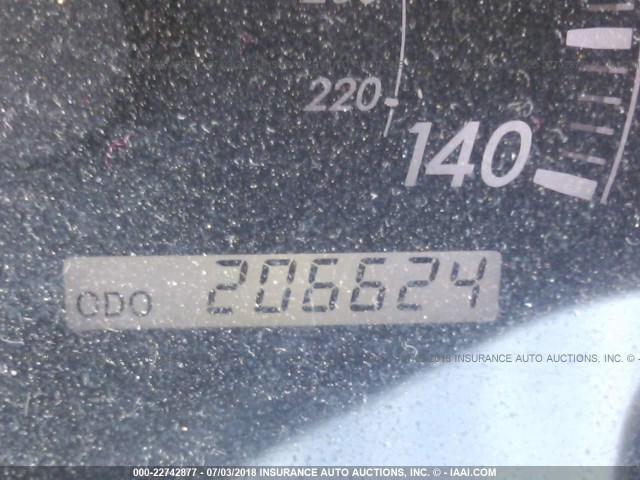 220
140
ODO 206624
2018 INSURANCE AUTO AUCTIONS, INC. ©
000-22742877 - 07/03/2018 - COPYRIGHT © INSURANCE AUTO AUCTIONS, INC. - IAAI.COM